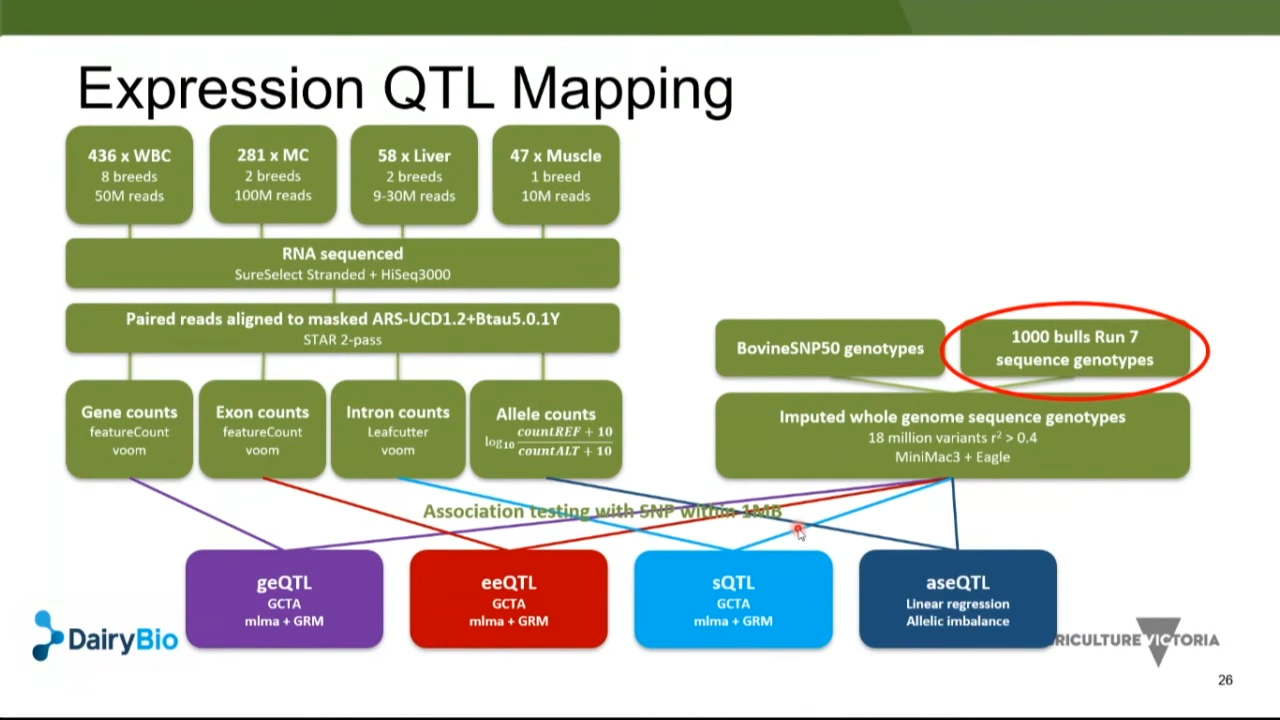 Expression QTL Mapping
436 x WBC
8 breeds
50M reads
281 x MC
2 breeds
100M reads
58 x Liver
2 breeds
9-30M reads
47 x Muscle
1 breed
10M reads
RNA sequenced
SureSelect Stranded + HiSeq3000
Paired reads aligned to masked ARS-UCD1.2+Btau5.0.1Y
STAR 2-pass
BovineSNP50 genotypes
1000 bulls Run 7
sequence genotypes
Gene counts
featureCount
voom
Exon counts
featureCount
voom
Intron counts
Leafcutter
voom
Allele counts
log10 countREF + 10
countALT + 10
Imputed whole genome sequence genotypes
18 million variants r² > 0.4
MiniMac3 + Eagle
Association testing with SNP within 1MB
geQTL
GCTA
mlma + GRM
eeQTL
GCTA
mlma + GRM
sQTL
GCTA
mlma + GRM
aseQTL
Linear regression
Allelic imbalance
DairyBio
RICULTURE VICTORIA
26